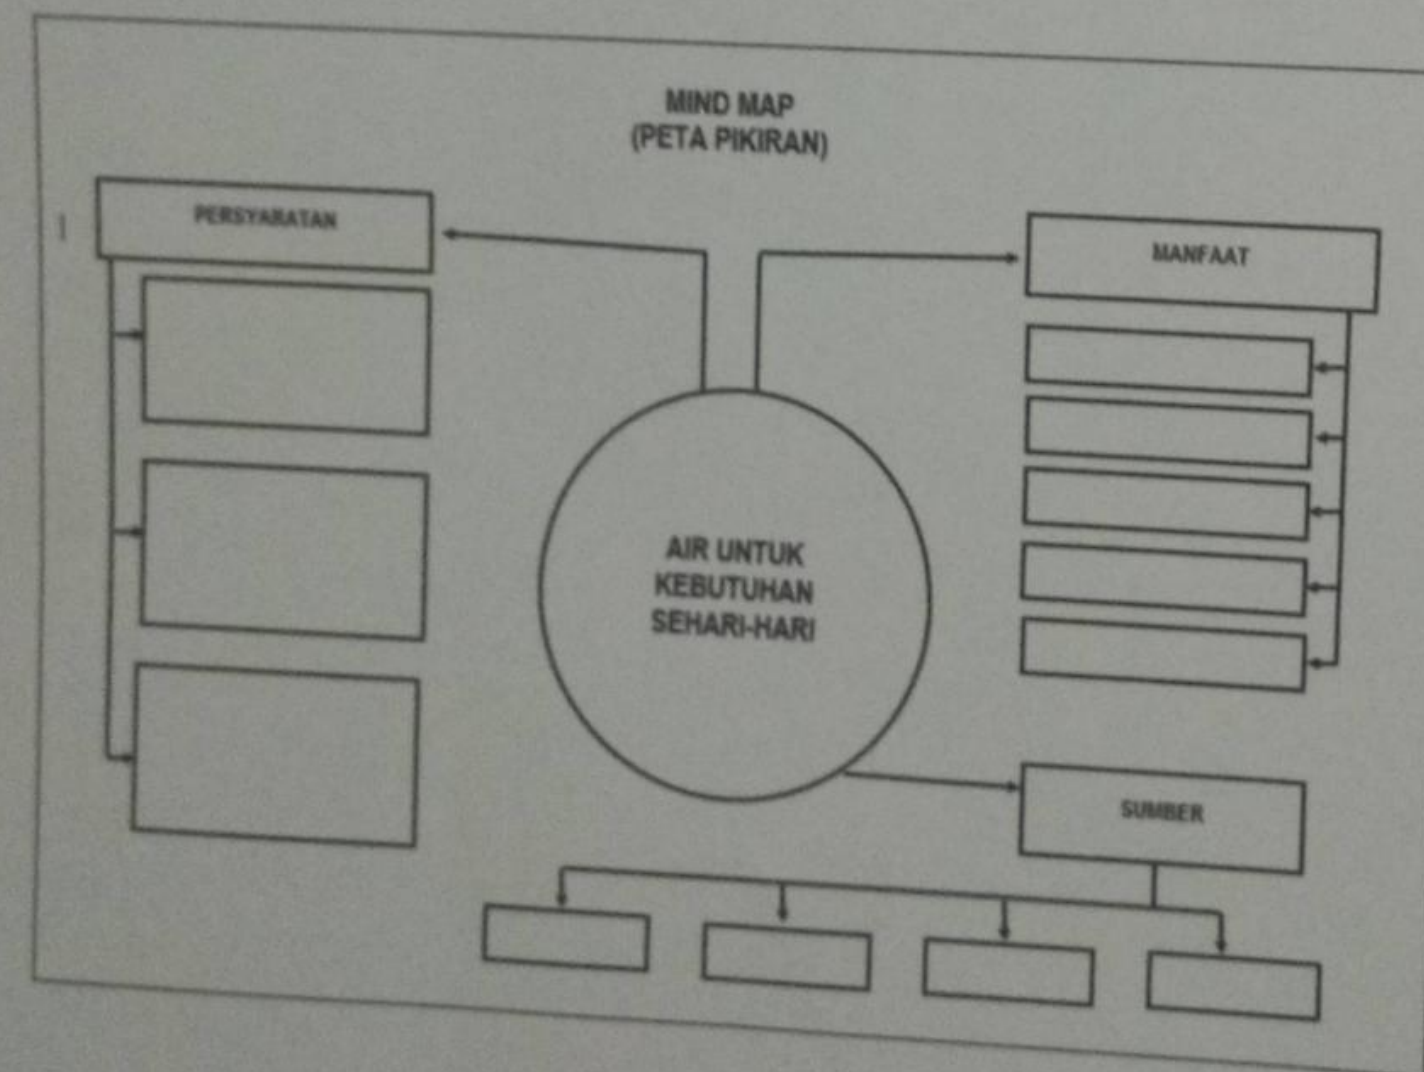 MIND MAP
(PETA PIKIRAN)
PERSYARATAN
MANFAAT
AIR UNTUK
KEBUTUHAN
SEHARI-HARI
SUMBER